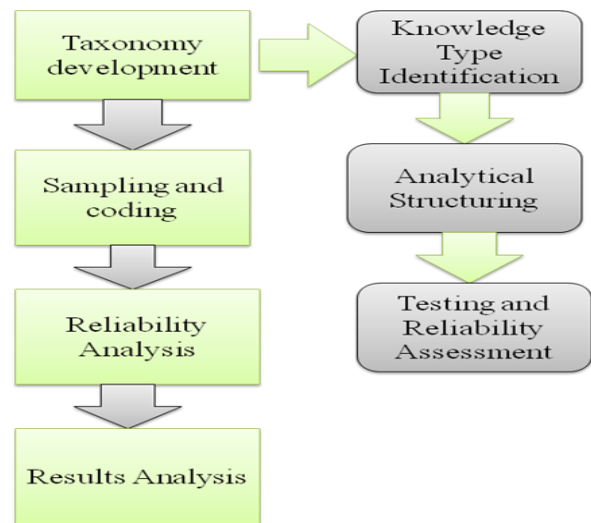 Taxonomy
development
Knowledge
Type
Identification
Sampling and
coding
Analytical
Structuring
Reliability
Analysis
Testing and
Reliability
Assessment
Results Analysis